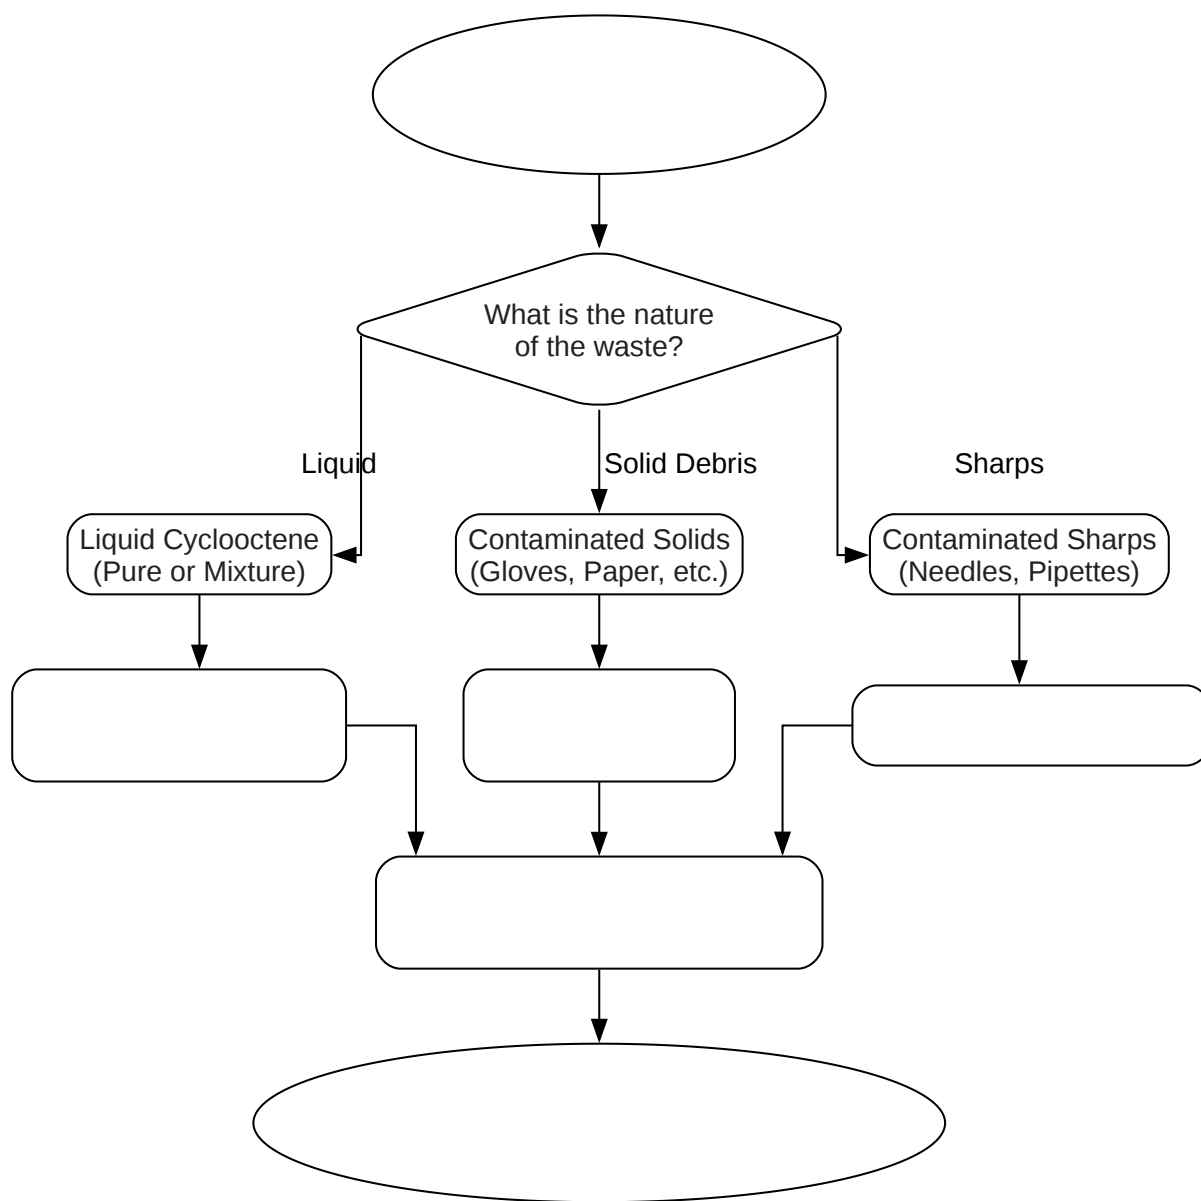 What is the nature
of the waste?
Liquid
Solid Debris
Sharps
Liquid Cyclooctene
(Pure or Mixture)
Contaminated Solids
(Gloves, Paper, etc.)
Contaminated Sharps
(Needles, Pipettes)